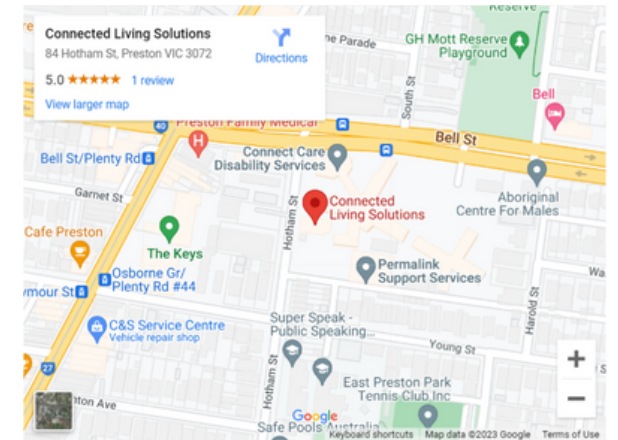 Reserve
Connected Living Solutions
84 Hotham St, Preston VIC 3072
5.0 ★★★★★ 1 review
View larger map
Directions
ne Parade
GH Mott Reserve
Playground
South St
Bell
40
Preston Family Medical
H
Bell St
Bell St/Plenty Rd
Connect Care
Disability Services
Garnet St
Hotham St
Connected
Living Solutions
Aboriginal
Centre For Males
Cafe Preston
The Keys
Osborne Gr/
Plenty Rd #44
Permalink
Support Services
Wa
ymour St
Harold St
C&S Service Centre
Vehicle repair shop
Super Speak -
Public Speaking...
Young St
27
Hotham St
East Preston Park
Tennis Club Inc
nton Ave
Google
Safe Pools Australia
Keyboard shortcuts
Map data ©2023 Google
Terms of Use